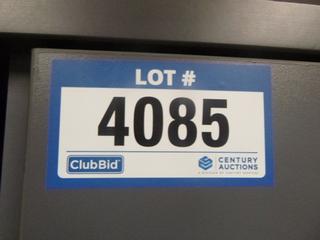 LOT #
4085
ClubBid
CENTURY
AUCTIONS